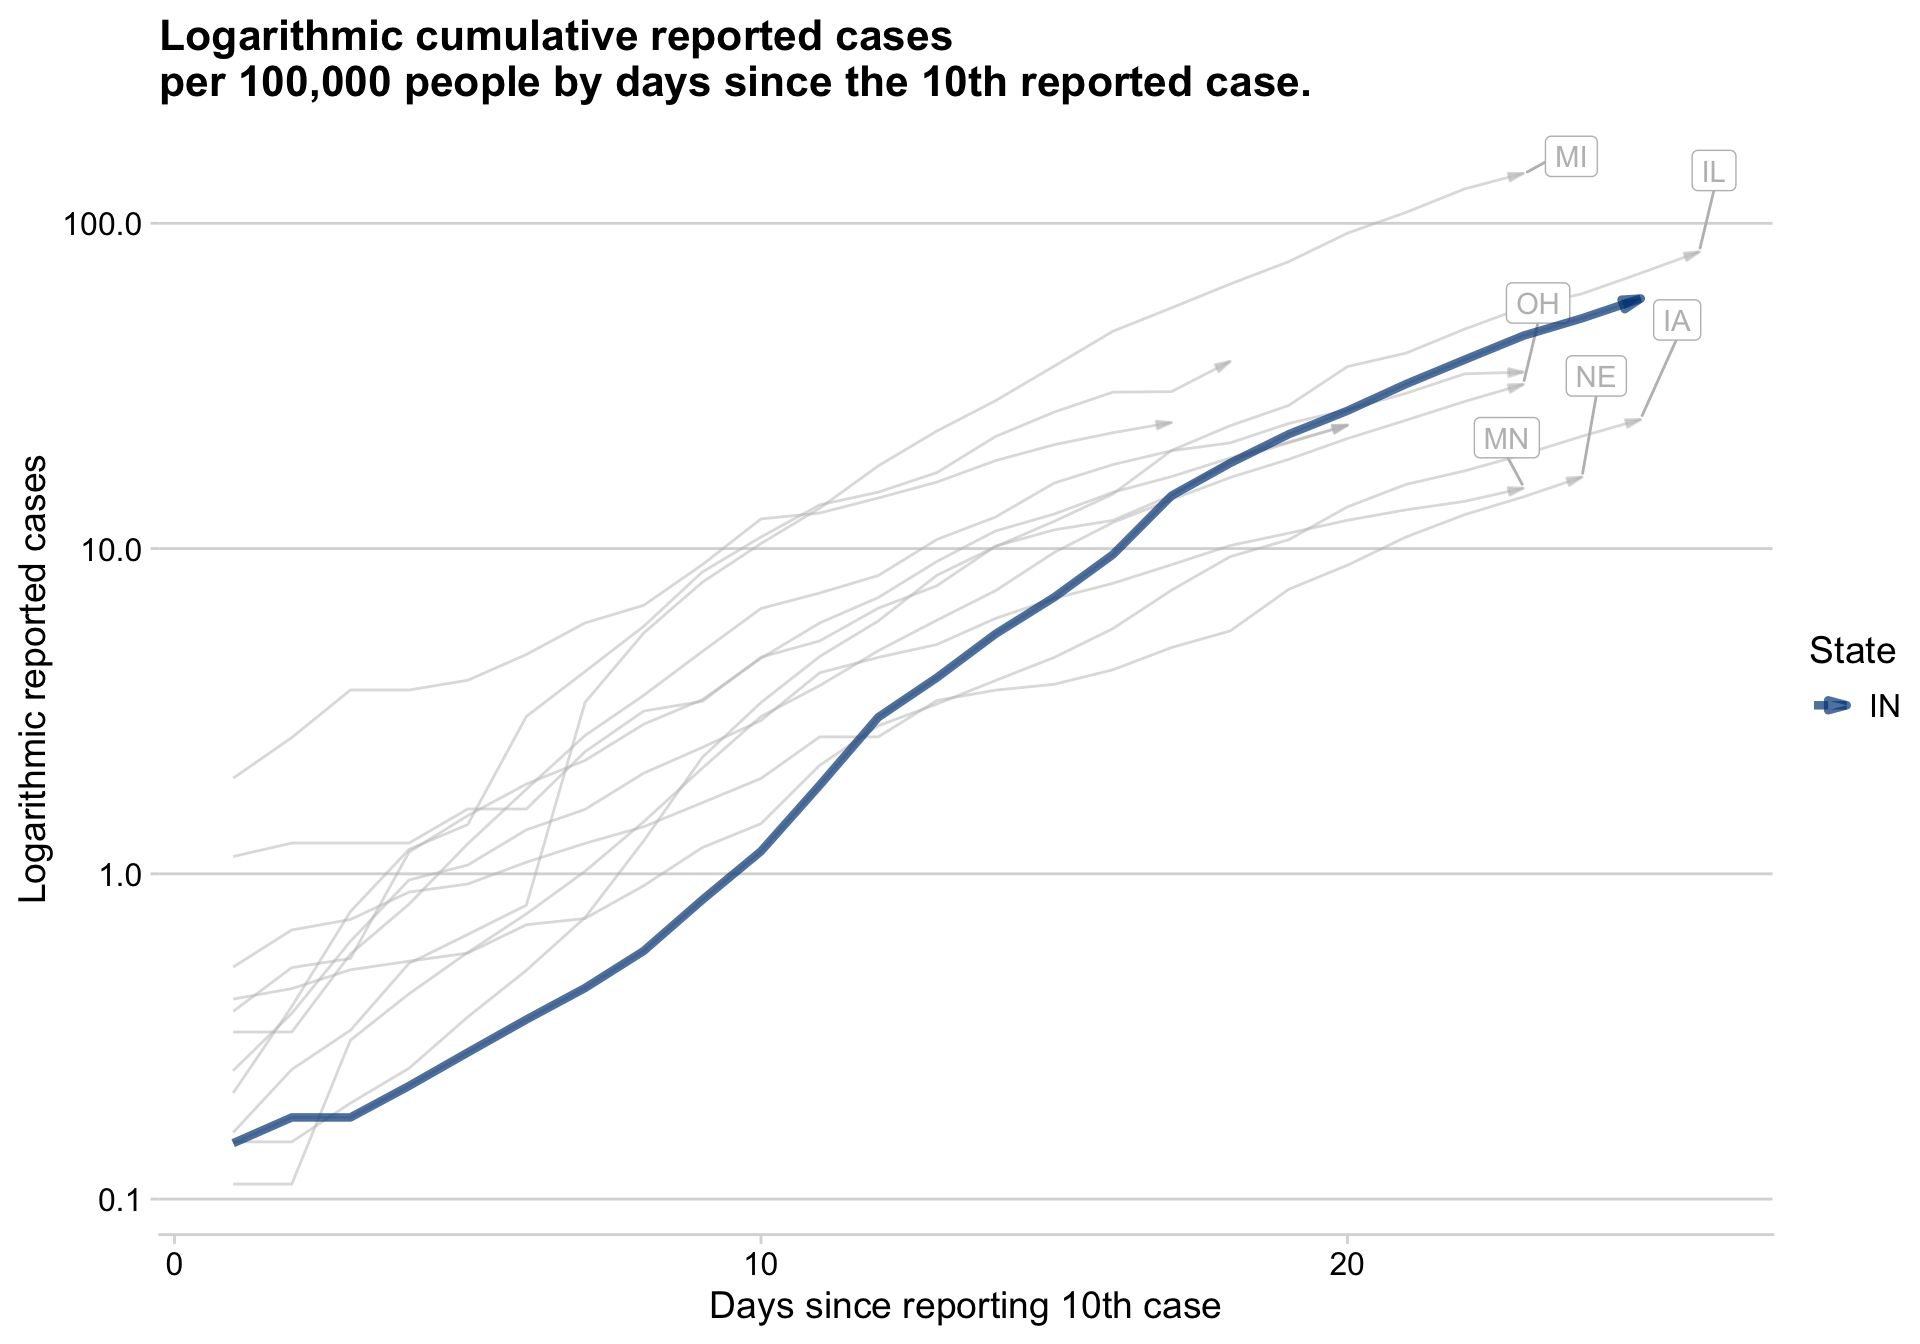 Logarithmic cumulative reported cases
per 100,000 people by days since the 10th reported case.
MI
IL
100.0
OH
IA
NE
MN
10.0
1.0
0.1
Logarithmic reported cases
State
IN
0
10
20
Days since reporting 10th case